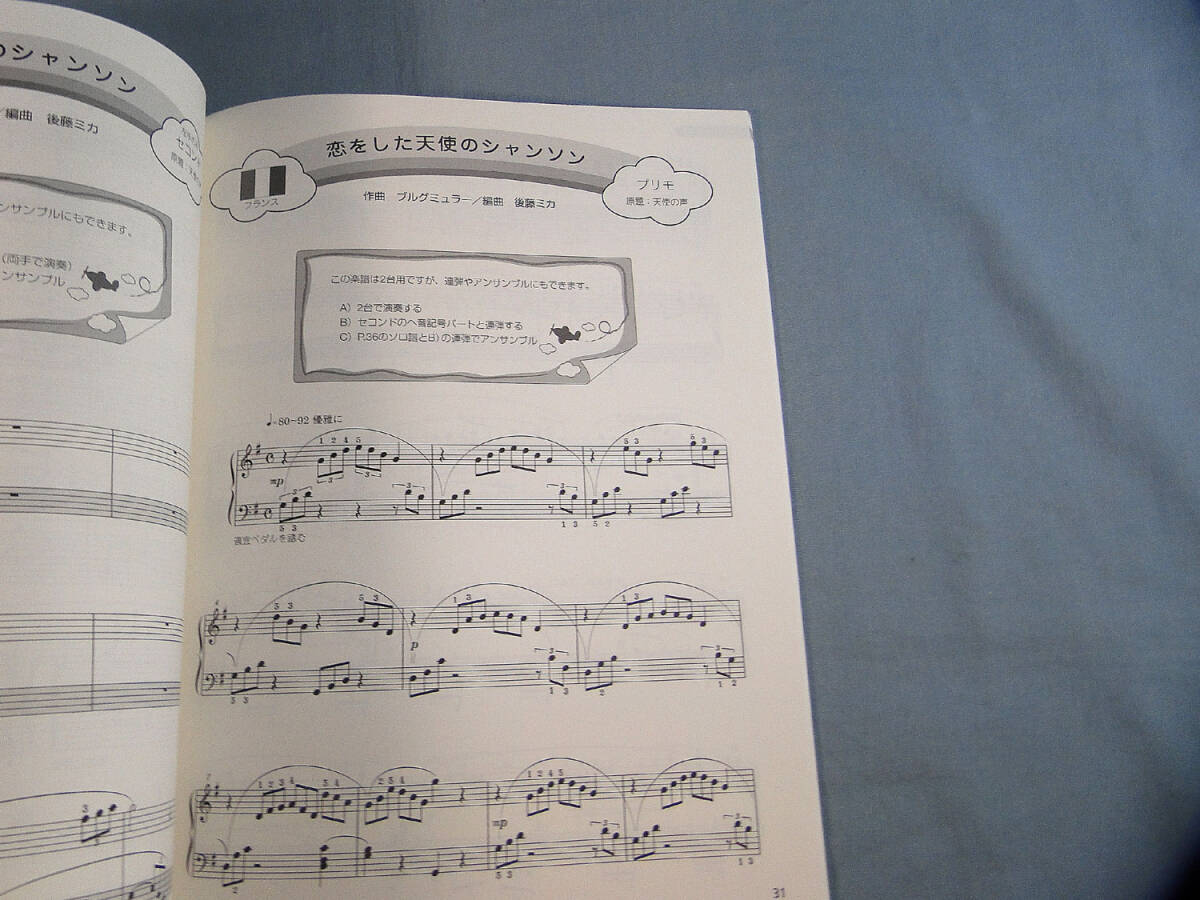 のシャンソン
/編曲 後藤ミカ
ンサンブルにもできます。
(両手で演奏)
ンサンブル
恋をした天使のシャンソン
フランス
作曲 ブルグミュラー/編曲 後藤ミカ
プリモ
原題:天使の声
この楽譜は2台用ですが、連弾やアンサンブルにもできます。
A) 2台で演奏する
B) セコンドのヘ音記号パートと連弾する
C) P.36のソロ譜とB)の連弾でアンサンブル
♩=80-92 優雅に
mp
適宜ペダルを踏む
p
mp
31